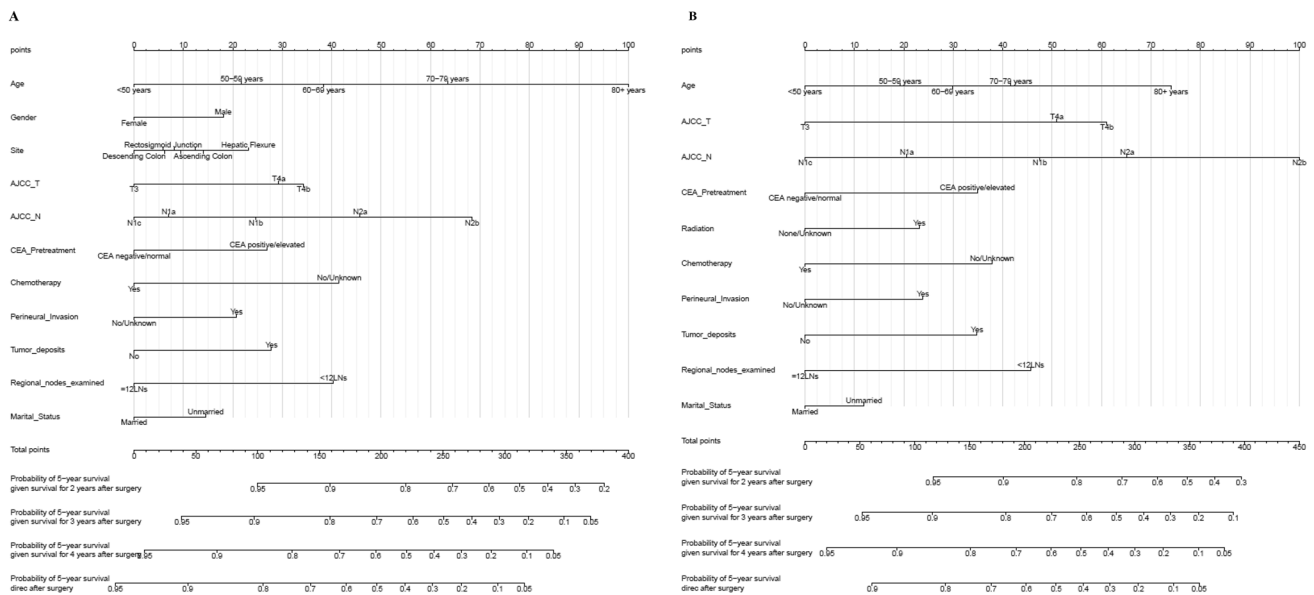 A
points
0 10 20 30 40 50 60 70 80 90 100
Age
50−59 years 70−79 years
<50 years 60−69 years 80+ years
Gender
Male
Female
Site
Rectosigmoid Junction Hepatic Flexure
Descending Colon Ascending Colon
AJCC_T
T4a
T3 T4b
AJCC_N
N1a N2a
N1c N1b N2b
CEA_Pretreatment
CEA positive/elevated
CEA negative/normal
Chemotherapy
No/Unknown
Yes
Perineural_Invasion
Yes
No/Unknown
Tumor_deposits
Yes
No
Regional_nodes_examined
<12LNs
=12LNs
Marital_Status
Unmarried
Married
Total points
0 50 100 150 200 250 300 350 400
Probability of 5−year survival
given survival for 2 years after surgery
0.95 0.9 0.8 0.7 0.6 0.5 0.4 0.3 0.2
Probability of 5−year survival
given survival for 3 years after surgery
0.95 0.9 0.8 0.7 0.6 0.5 0.4 0.3 0.2 0.1 0.05
Probability of 5−year survival
given survival for 4 years after surgery
0.95 0.9 0.8 0.7 0.6 0.5 0.4 0.3 0.2 0.1 0.05
Probability of 5−year survival
direc after surgery
0.95 0.9 0.8 0.7 0.6 0.5 0.4 0.3 0.2 0.1 0.05
B
points
0 10 20 30 40 50 60 70 80 90 100
Age
50−59 years 70−79 years
<50 years 60−69 years 80+ years
AJCC_T
T4a
T3 T4b
AJCC_N
N1a N2a
N1c N1b N2b
CEA_Pretreatment
CEA positive/elevated
CEA negative/normal
Radiation
Yes
None/Unknown
Chemotherapy
No/Unknown
Yes
Perineural_Invasion
Yes
No/Unknown
Tumor_deposits
Yes
No
Regional_nodes_examined
<12LNs
=12LNs
Marital_Status
Unmarried
Married
Total points
0 50 100 150 200 250 300 350 400 450
Probability of 5−year survival
given survival for 2 years after surgery
0.95 0.9 0.8 0.7 0.6 0.5 0.4 0.3
Probability of 5−year survival
given survival for 3 years after surgery
0.95 0.9 0.8 0.7 0.6 0.5 0.4 0.3 0.2 0.1
Probability of 5−year survival
given survival for 4 years after surgery
0.95 0.9 0.8 0.7 0.6 0.5 0.4 0.3 0.2 0.1 0.05
Probability of 5−year survival
direc after surgery
0.9 0.8 0.7 0.6 0.5 0.4 0.3 0.2 0.1 0.05